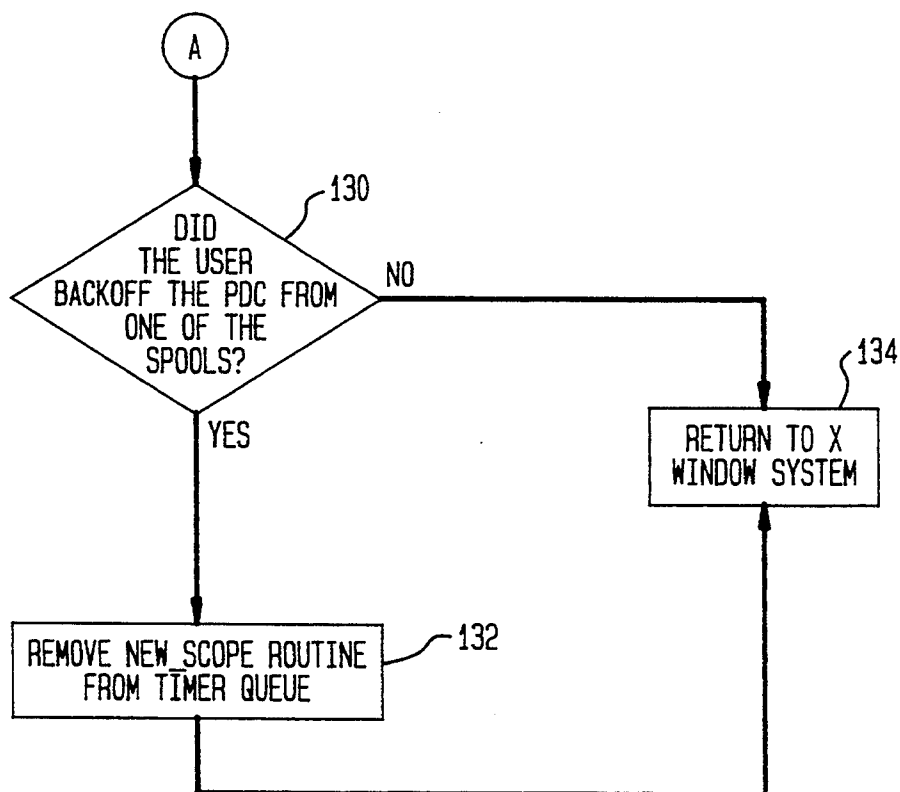 A
130
DID
THE USER
BACKOFF THE PDC FROM
ONE OF THE
SPOOLS?
NO
YES
134
RETURN TO X
WINDOW SYSTEM
132
REMOVE NEW_SCOPE ROUTINE
FROM TIMER QUEUE